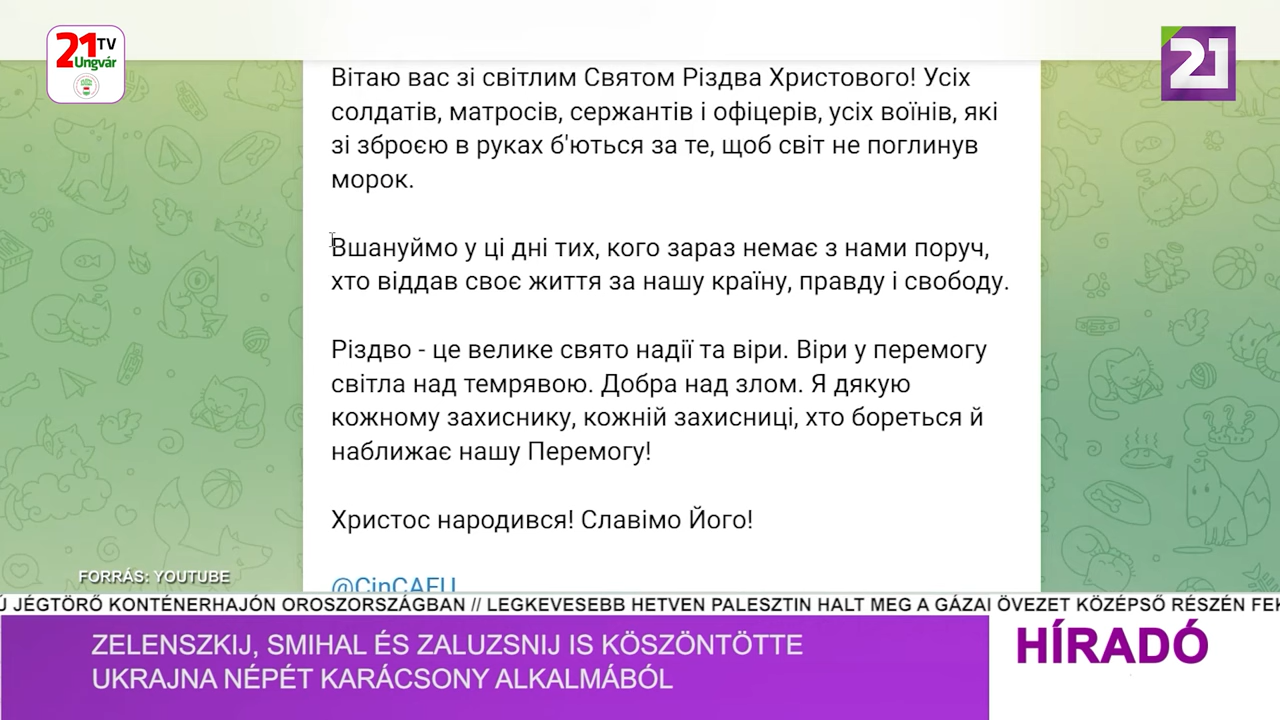 21 TV
Ungvár
21
Вітаю вас зі світлим Святом Різдва Христового! Усіх
солдатів, матросів, сержантів і офіцерів, усіх воїнів, які
зі зброєю в руках б'ються за те, щоб світ не поглинув
морок.
Вшануймо у ці дні тих, кого зараз немає з нами поруч,
хто віддав своє життя за нашу країну, правду і свободу.
Різдво - це велике свято надії та віри. Віри у перемогу
світла над темрявою. Добра над злом. Я дякую
кожному захиснику, кожній захисниці, хто бореться й
наближає нашу Перемогу!
Христос народився! Славімо Його!
@CinCAFU
FORRÁS: YOUTUBE
JÉGTÖRŐ KONTÉNERHAJÓN OROSZORSZÁGBAN // LEGKEVESEBB HETVEN PALESZTIN HALT MEG A GÁZAI ÖVEZET KÖZÉPSŐ RÉSZÉN
ZELENSZKIJ, SMIHAL ÉS ZALUZSNIJ IS KÖSZÖNTÖTTE
UKRAJNA NÉPÉT KARÁCSONY ALKALMÁBÓL
HÍRADÓ